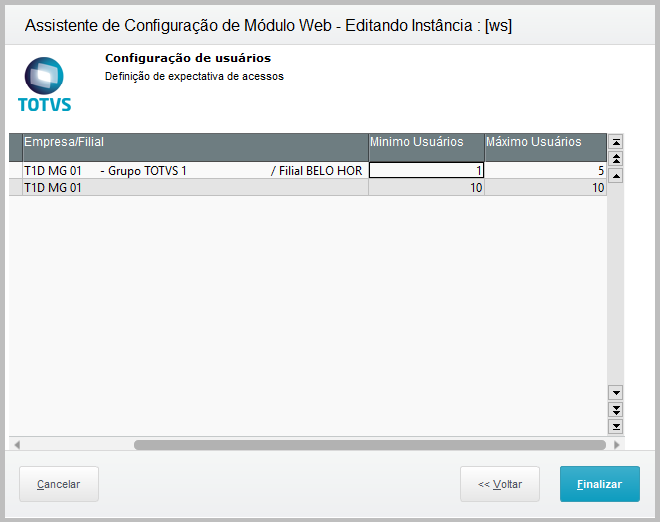 Assistente de Configuração de Módulo Web - Editando Instância : [ws]
Configuração de usuários
Definição de expectativa de acessos
TOTVS
Empresa/Filial Minimo Usuários Máximo Usuários
T1D MG 01 - Grupo TOTVS 1 / Filial BELO HOR 1 5
T1D MG 01 10 10
Cancelar << Voltar Finalizar